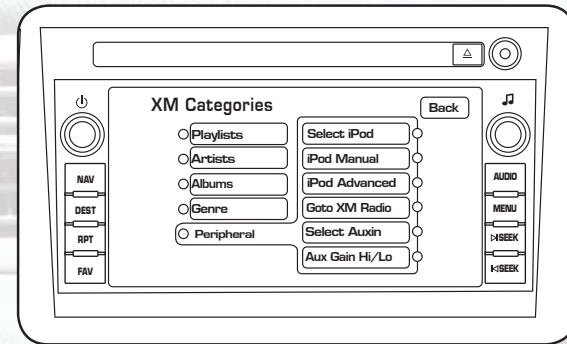 XM Categories
Back
Playlists
Artists
Albums
Genre
Peripheral
Select iPod
iPod Manual
iPod Advanced
Goto XM Radio
Select Auxin
Aux Gain Hi/Lo
NAV
DEST
RPT
FAV
AUDIO
MENU
SEEK
SEEK